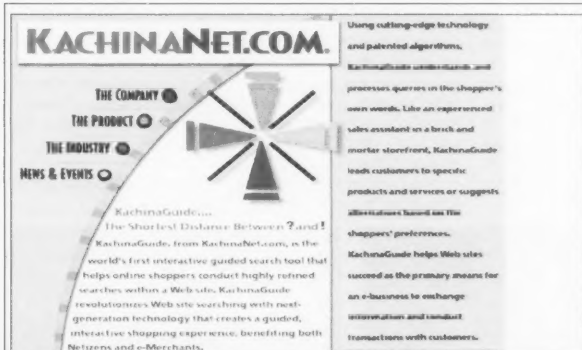 KACHINANET.COM.
THE COMPANY
THE PRODUCT
THE INDUSTRY
NEWS & EVENTS
KachinaGuide...
The Shortest Distance Between ? and !
KachinaGuide, from KachinaNet.com, is the
world's first interactive guided search tool that
helps online shoppers conduct highly refined
searches within a Web site. KachinaGuide
revolutionizes Web site searching with next-
generation technology that creates a guided,
interactive shopping experience, benefiting both
Netizens and e-Merchants.
Using cutting-edge technology
and patented algorithms,
KachinaGuide understands and
processes queries in the shopper's
own words. Like an experienced
sales assistant in a brick and
mortar storefront, KachinaGuide
leads customers to specific
products and services or suggests
alternatives based on the
shoppers' preferences.
KachinaGuide helps Web sites
succeed as the primary means for
an e-business to exchange
information and conduct
transactions with customers.